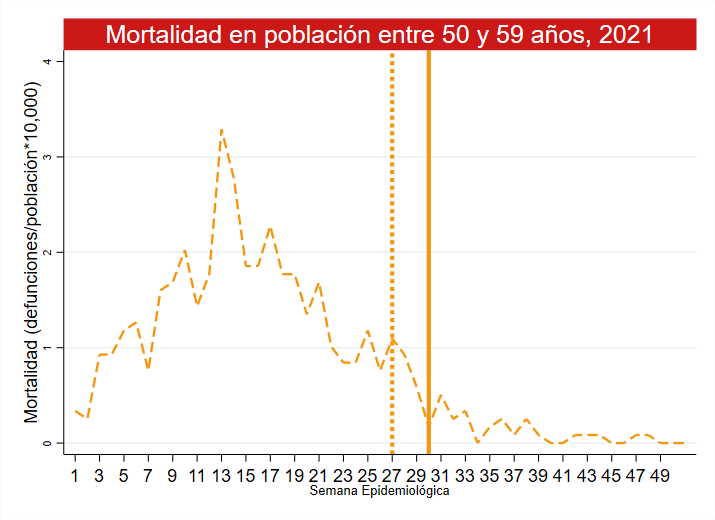 Mortalidad en población entre 50 y 59 años, 2021
Mortalidad (defunciones/población*10,000)
4
3
2
1
0
1 3 5 7 9 11 13 15 17 19 21 23 25 27 29 31 33 35 37 39 41 43 45 47 49
Semana Epidemiológica